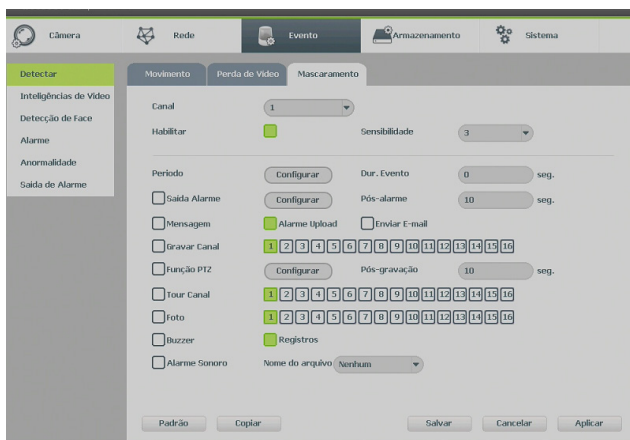 Câmera Rede Evento Armazenamento Sistema
Detectar
Inteligências de Video
Detecção de Face
Alarme
Anormalidade
Saida de Alarme
Movimento Perda de Video Mascaramento
Canal 1
Habilitar Sensibilidade 3
Periodo Configurar Dur. Evento 0 seg.
Saida Alarme Configurar Pós-alarme 10 seg.
Mensagem Alarme Upload Enviar E-mail
Gravar Canal 1 2 3 4 5 6 7 8 9 10 11 12 13 14 15 16
Função PTZ Configurar Pós-gravação 10 seg.
Tour Canal 1 2 3 4 5 6 7 8 9 10 11 12 13 14 15 16
Foto 1 2 3 4 5 6 7 8 9 10 11 12 13 14 15 16
Buzzer Registros
Alarme Sonoro Nome do arquivo Nenhum
Padrão Copiar Salvar Cancelar Aplicar